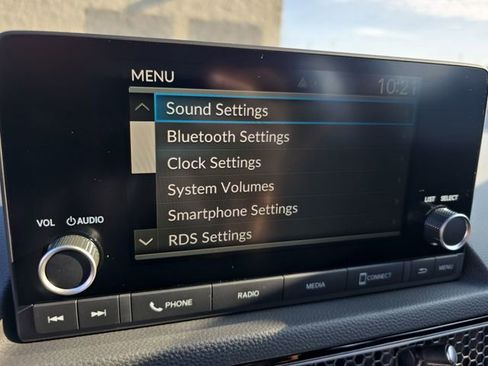 MENU
10:21
Sound Settings
Bluetooth Settings
Clock Settings
System Volumes
Smartphone Settings
RDS Settings
VOL AUDIO
LIST SELECT
PHONE RADIO MEDIA CONNECT MENU